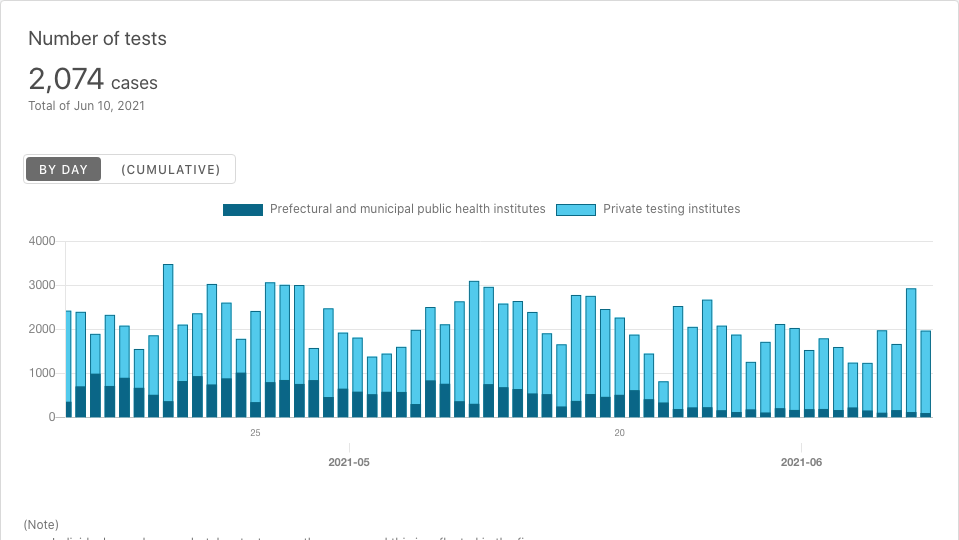 Number of tests
2,074 cases
Total of Jun 10, 2021
BY DAY (CUMULATIVE)
Prefectural and municipal public health institutes Private testing institutes
4000
3000
2000
1000
0
25 20
2021-05 2021-06
(Note)